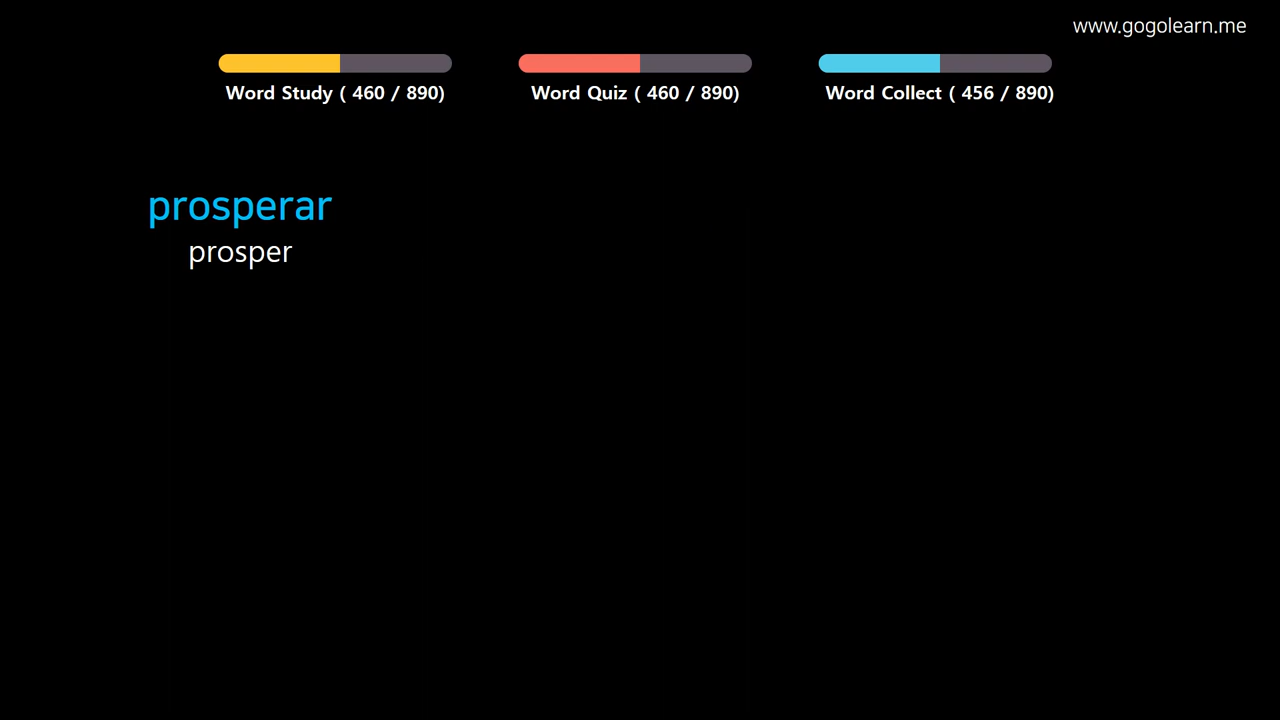 www.gogolearn.me
Word Study ( 460 / 890)
Word Quiz ( 460 / 890)
Word Collect ( 456 / 890)
prosperar
prosper